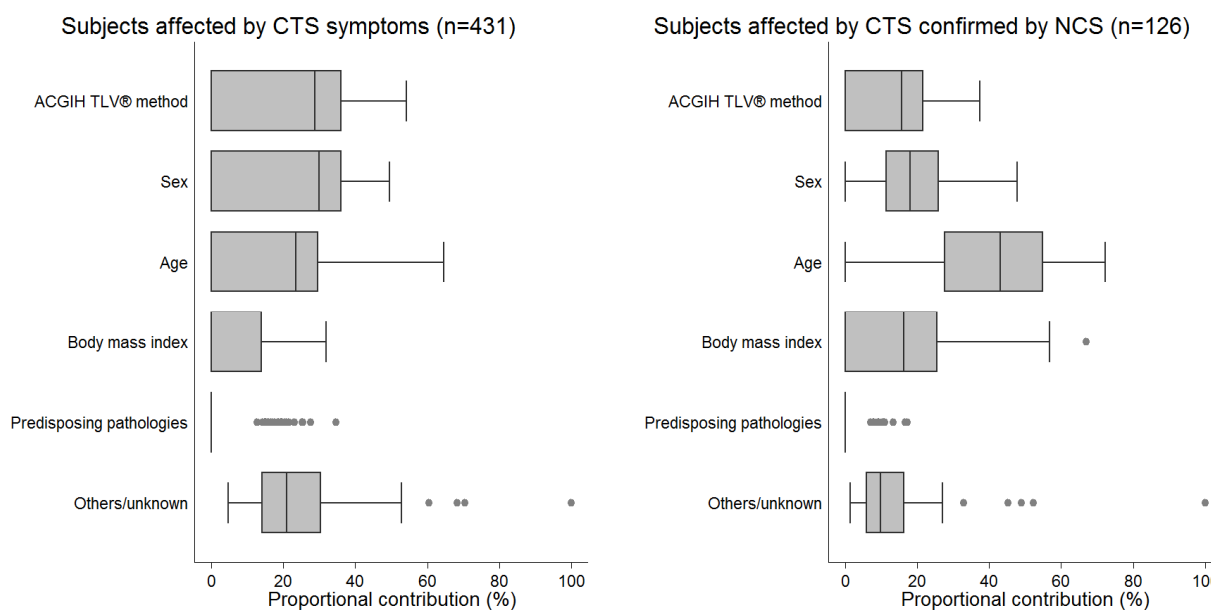 Subjects affected by CTS symptoms (n=431)
ACGIH TLV® method
Sex
Age
Body mass index
Predisposing pathologies
Others/unknown
0 20 40 60 80 100
Proportional contribution (%)
Subjects affected by CTS confirmed by NCS (n=126)
ACGIH TLV® method
Sex
Age
Body mass index
Predisposing pathologies
Others/unknown
0 20 40 60 80 100
Proportional contribution (%)